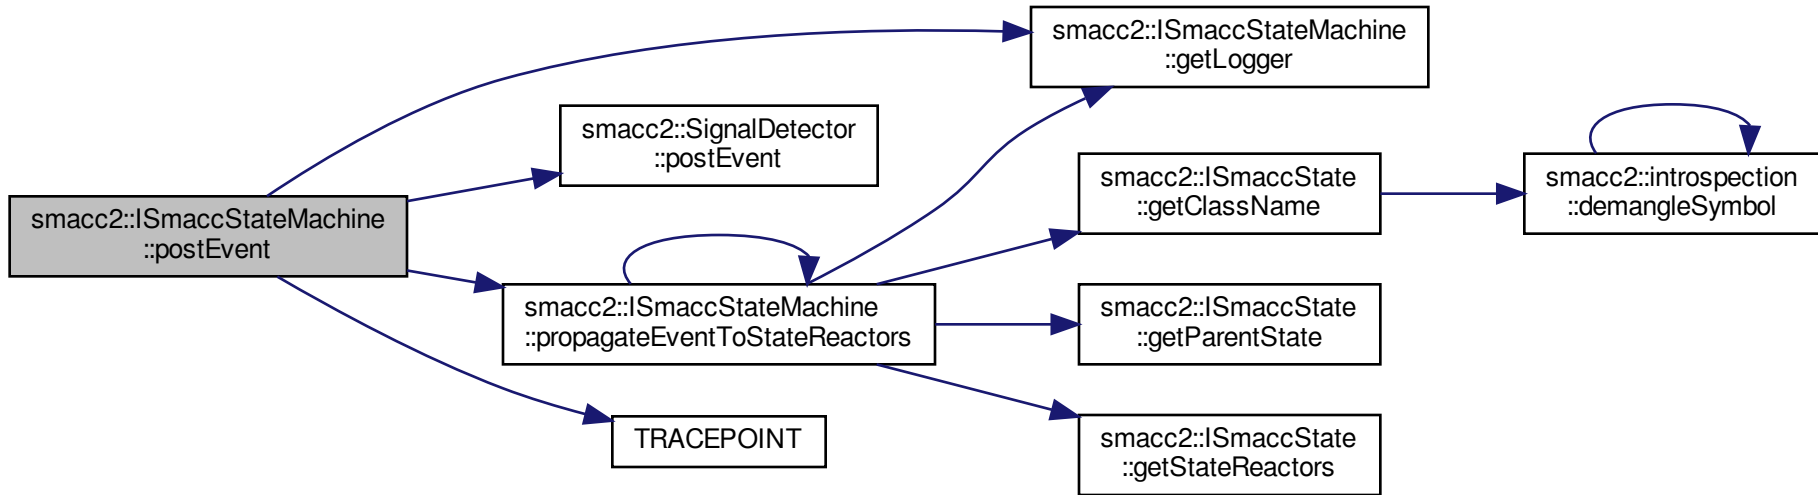 smacc2::ISmaccStateMachine
::postEvent
smacc2::ISmaccStateMachine
::getLogger
smacc2::SignalDetector
::postEvent
smacc2::ISmaccStateMachine
::propagateEventToStateReactors
TRACEPOINT
smacc2::ISmaccState
::getClassName
smacc2::introspection
::demangleSymbol
smacc2::ISmaccState
::getParentState
smacc2::ISmaccState
::getStateReactors